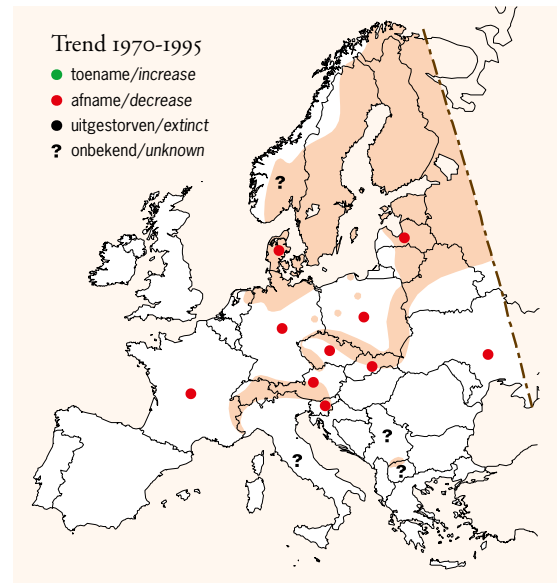 Trend 1970-1995
toename/increase
afname/decrease
uitgestorven/extinct
? onbekend/unknown
?
?
?
?